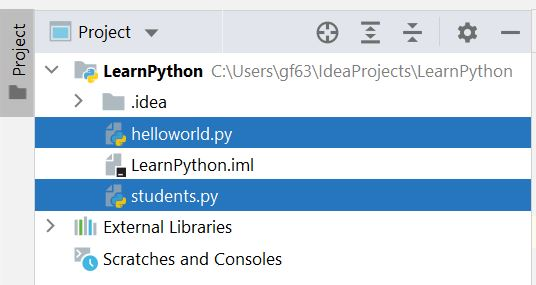 Project
Project
LearnPython C:\Users\gf63\IdeaProjects\LearnPython
.idea
helloworld.py
LearnPython.iml
students.py
External Libraries
Scratches and Consoles